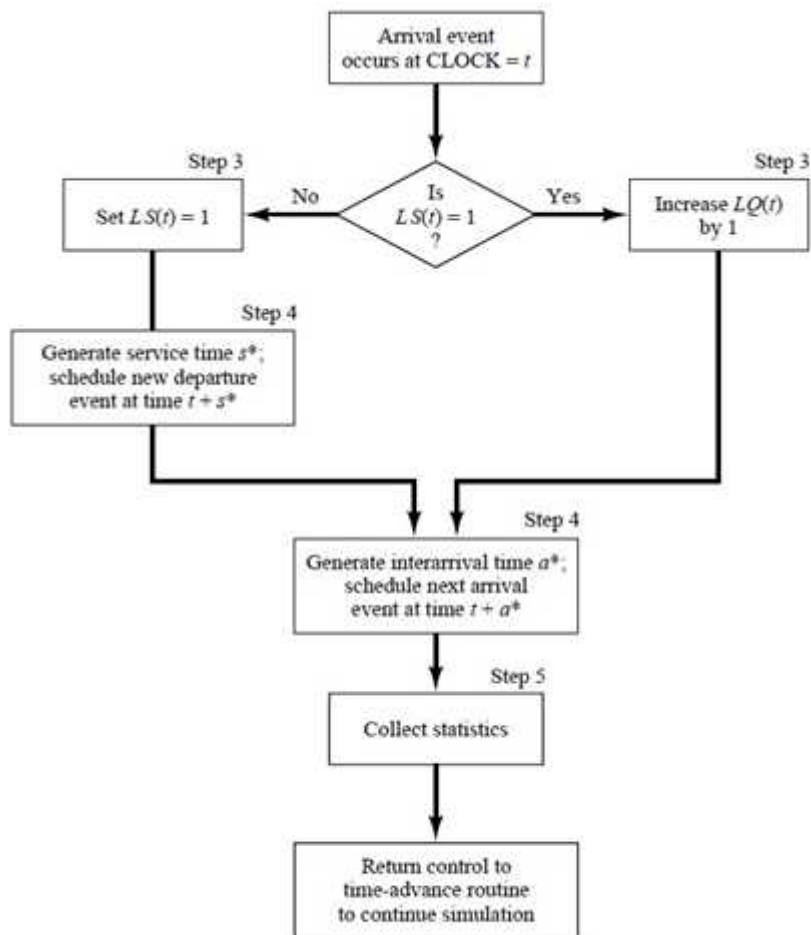 Arrival event
occurs at CLOCK = t
Step 3
Step 3
No
Is
LS(t) = 1
?
Yes
Set LS(t) = 1
Increase LQ(t)
by 1
Step 4
Generate service time s*;
schedule new departure
event at time t + s*
Step 4
Generate interarrival time a*;
schedule next arrival
event at time t + a*
Step 5
Collect statistics
Return control to
time-advance routine
to continue simulation